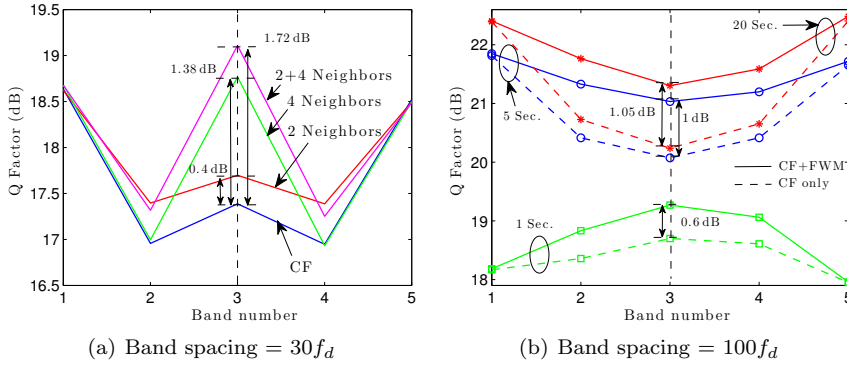 19.5
19
18.5
18
17.5
17
16.5
Q Factor (dB)
1
2
3
4
5
Band number
1.72 dB
1.38 dB
0.4 dB
2+4 Neighbors
4 Neighbors
2 Neighbors
CF
(a) Band spacing = 30f_d
22
21
20
19
18
Q Factor (dB)
1
2
3
4
5
Band number
20 Sec.
5 Sec.
1 Sec.
1.05 dB
1 dB
0.6 dB
CF+FWM
CF only
(b) Band spacing = 100f_d